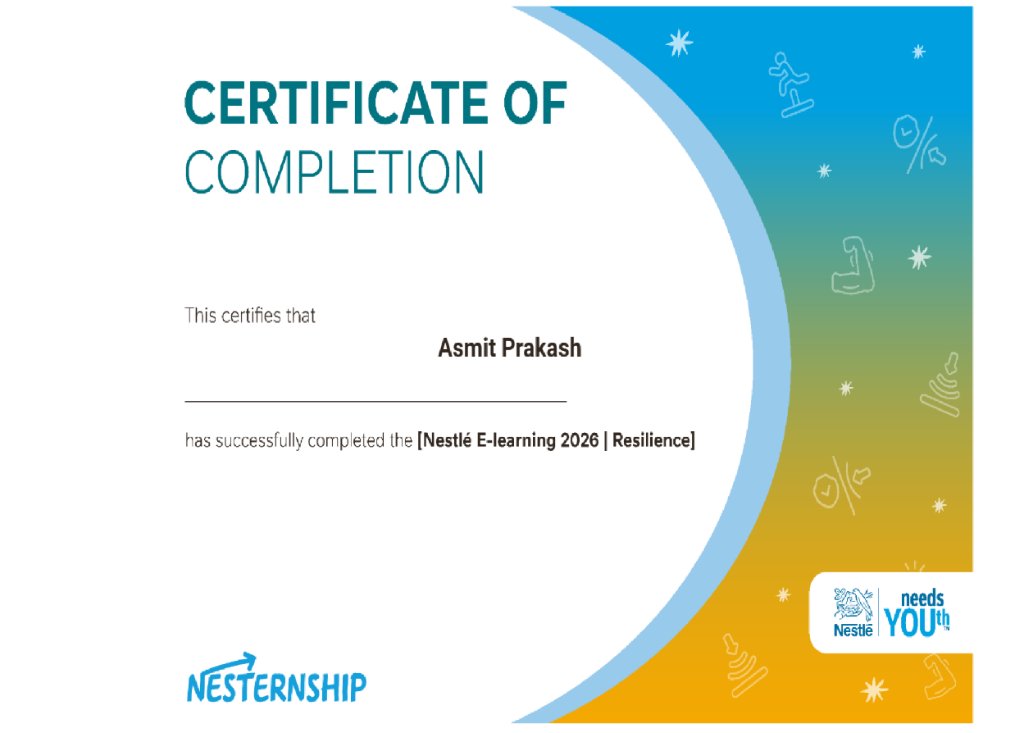 CERTIFICATE OF
COMPLETION
This certifies that
Asmit Prakash
has successfully completed the [Nestlé E-learning 2026 | Resilience]
Nestlé
needs
YOUth
NESTERNSHIP